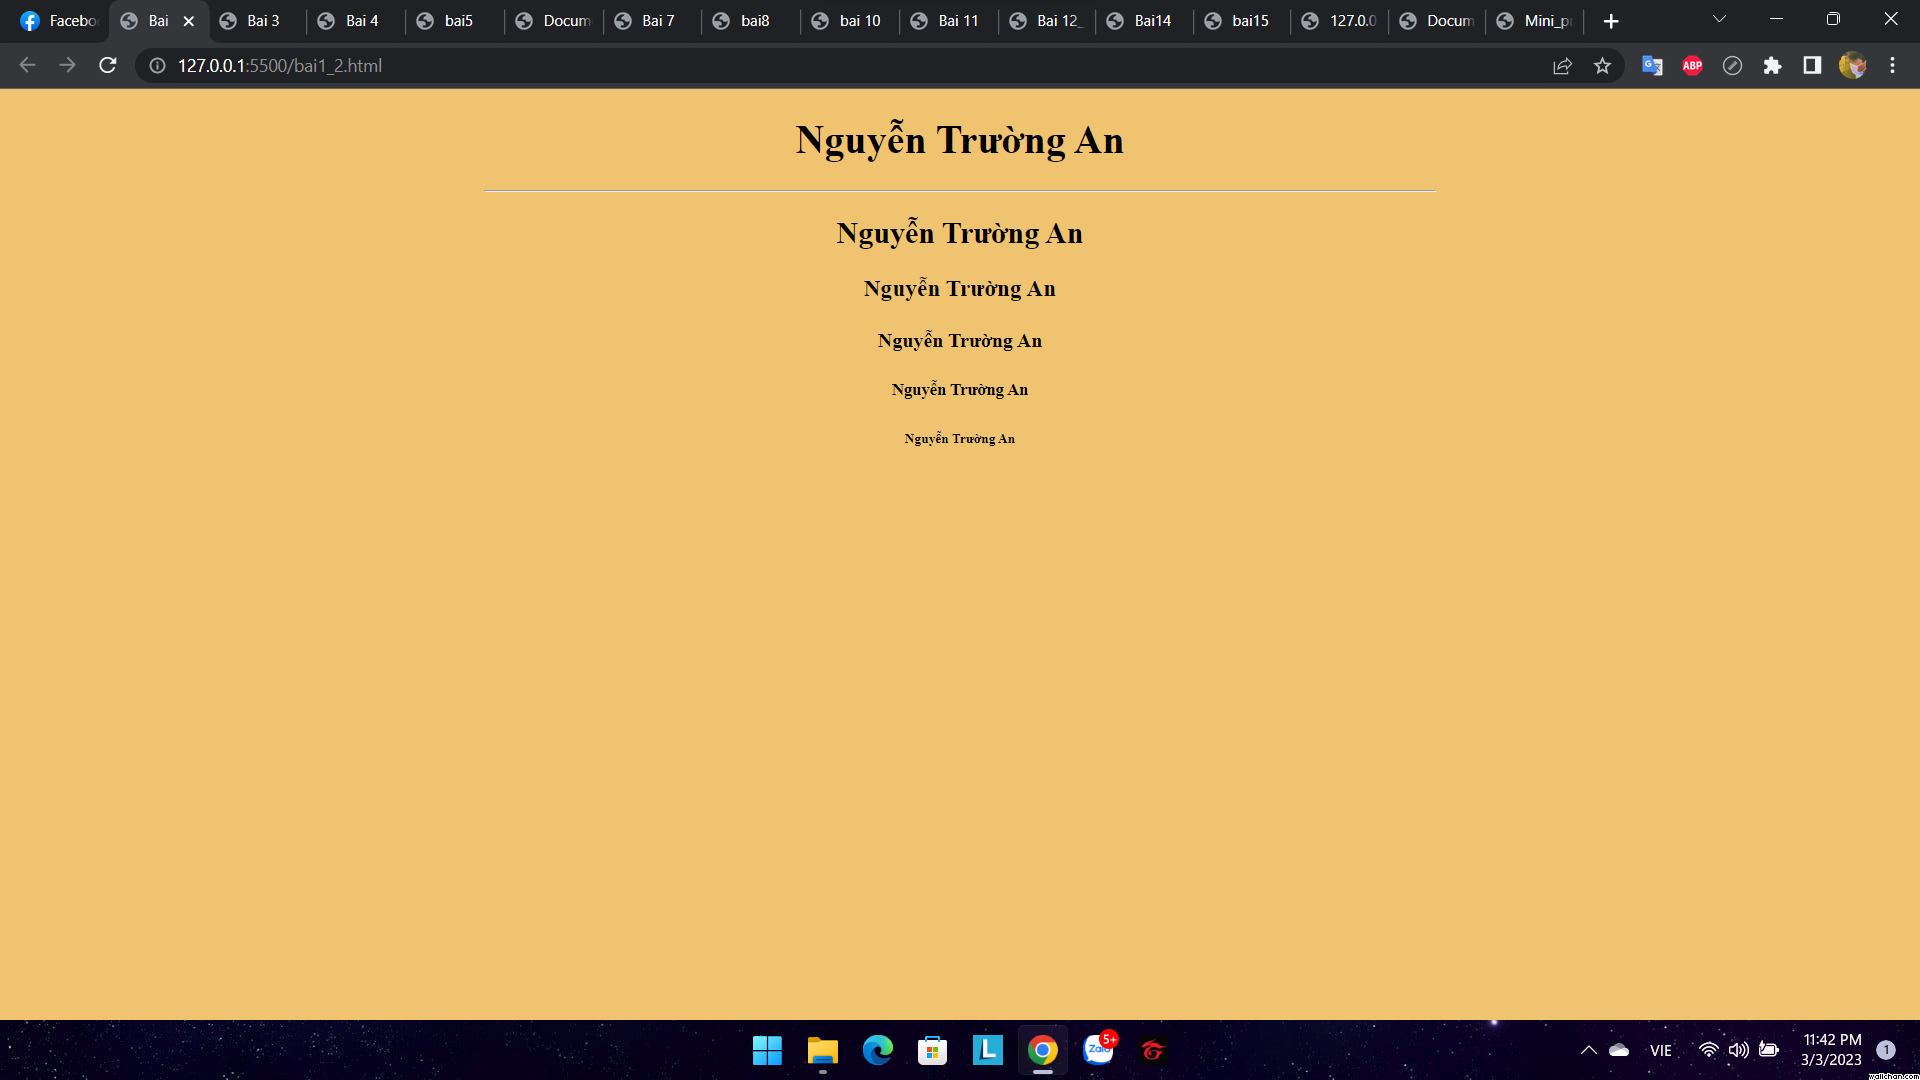 Facebo
Bai
Bai 3
Bai 4
bai5
Docum
Bai 7
bai8
bai 10
Bai 11
Bai 12_
Bai14
bai15
127.0.0
Docum
Mini_p
127.0.0.1:5500/bai1_2.html
ABP
Nguyễn Trường An
Nguyễn Trường An
Nguyễn Trường An
Nguyễn Trường An
Nguyễn Trường An
Nguyễn Trường An
Zalo
5+
VIE
11:42 PM
3/3/2023
1
wallchan.com